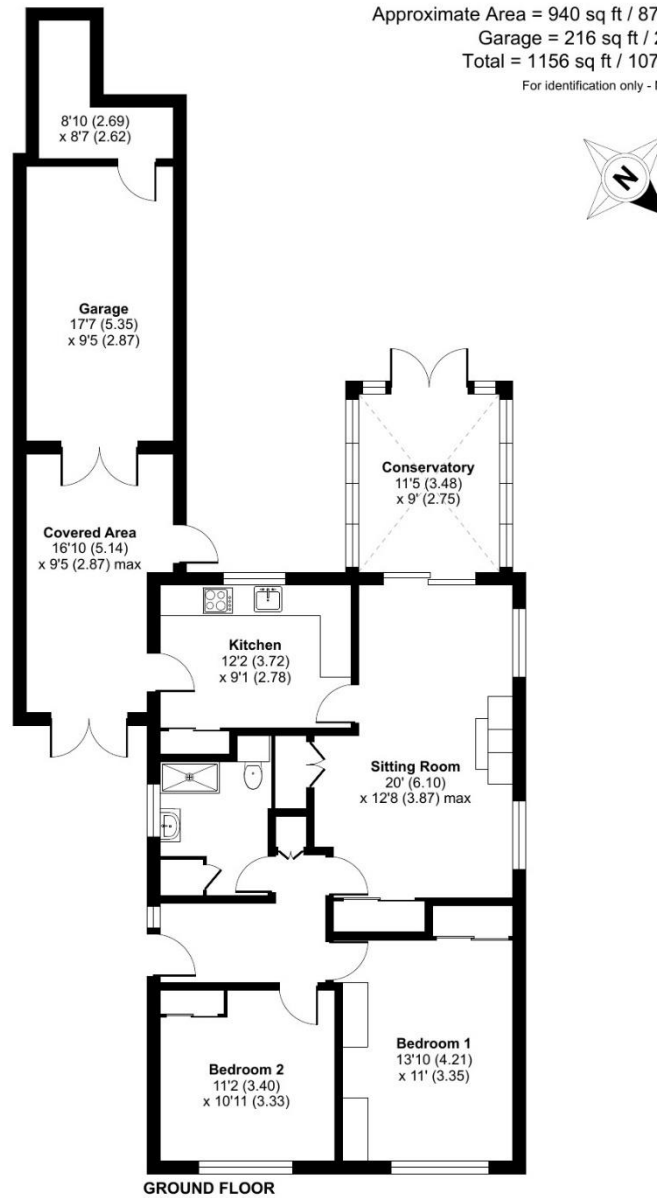 Approximate Area = 940 sq ft / 87
Garage = 216 sq ft / 2
Total = 1156 sq ft / 107
For identification only -
8'10 (2.69)
x 8'7 (2.62)
N
Garage
17'7 (5.35)
x 9'5 (2.87)
Conservatory
11'5 (3.48)
x 9' (2.75)
Covered Area
16'10 (5.14)
x 9'5 (2.87) max
Kitchen
12'2 (3.72)
x 9'1 (2.78)
Sitting Room
20' (6.10)
x 12'8 (3.87) max
Bedroom 1
13'10 (4.21)
x 11' (3.35)
Bedroom 2
11'2 (3.40)
x 10'11 (3.33)
GROUND FLOOR